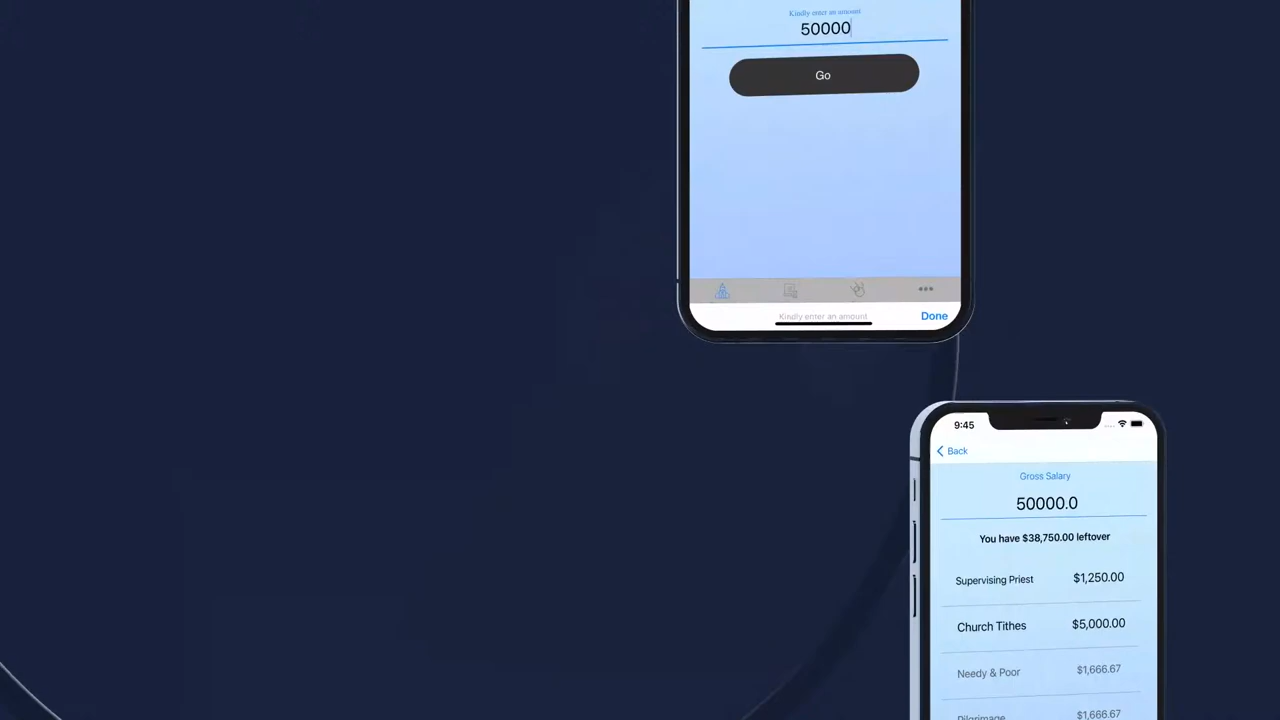 Kindly enter an amount
50000
Go
Kindly enter an amount
Done
9:45
Back
Gross Salary
50000.0
You have $38,750.00 leftover
Supervising Priest $1,250.00
Church Tithes $5,000.00
Needy & Poor $1,666.67
Pilgrimage $1,666.67